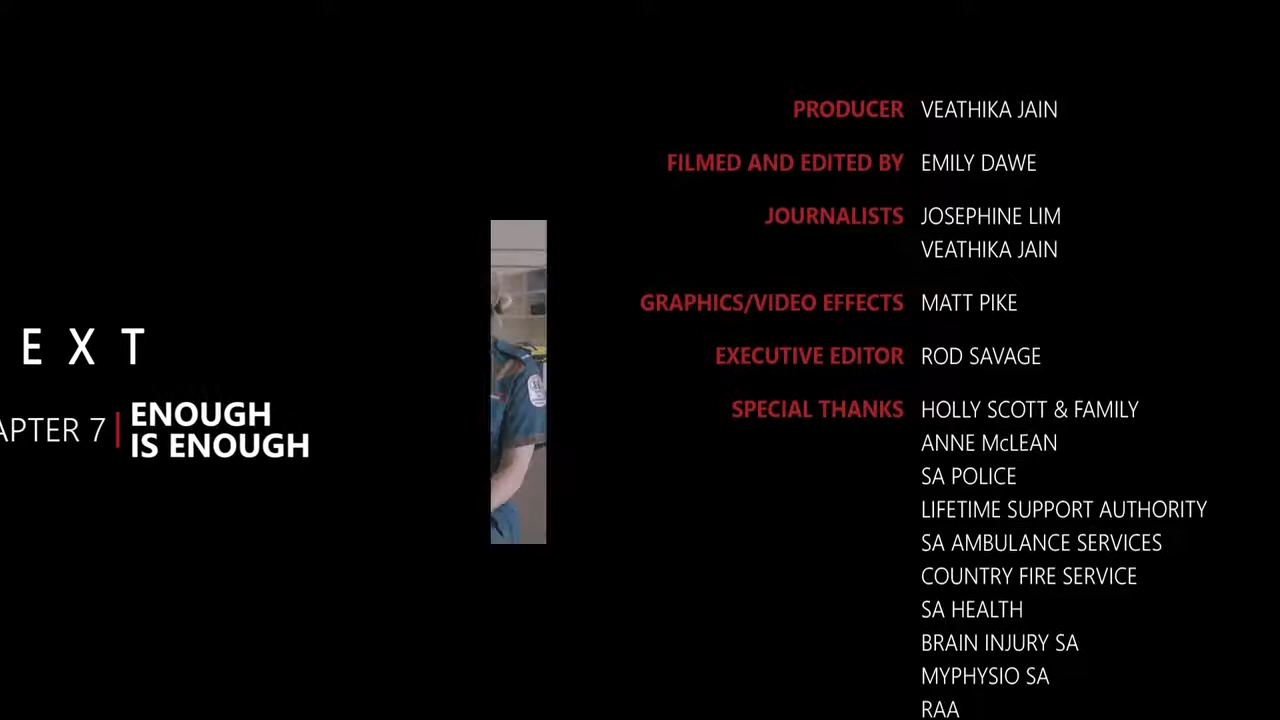 EXT
APTER 7
ENOUGH
IS ENOUGH
PRODUCER VEATHIKA JAIN
FILMED AND EDITED BY EMILY DAWE
JOURNALISTS JOSEPHINE LIM
VEATHIKA JAIN
GRAPHICS/VIDEO EFFECTS MATT PIKE
EXECUTIVE EDITOR ROD SAVAGE
SPECIAL THANKS HOLLY SCOTT & FAMILY
ANNE McLEAN
SA POLICE
LIFETIME SUPPORT AUTHORITY
SA AMBULANCE SERVICES
COUNTRY FIRE SERVICE
SA HEALTH
BRAIN INJURY SA
MYPHYSIO SA
RAA